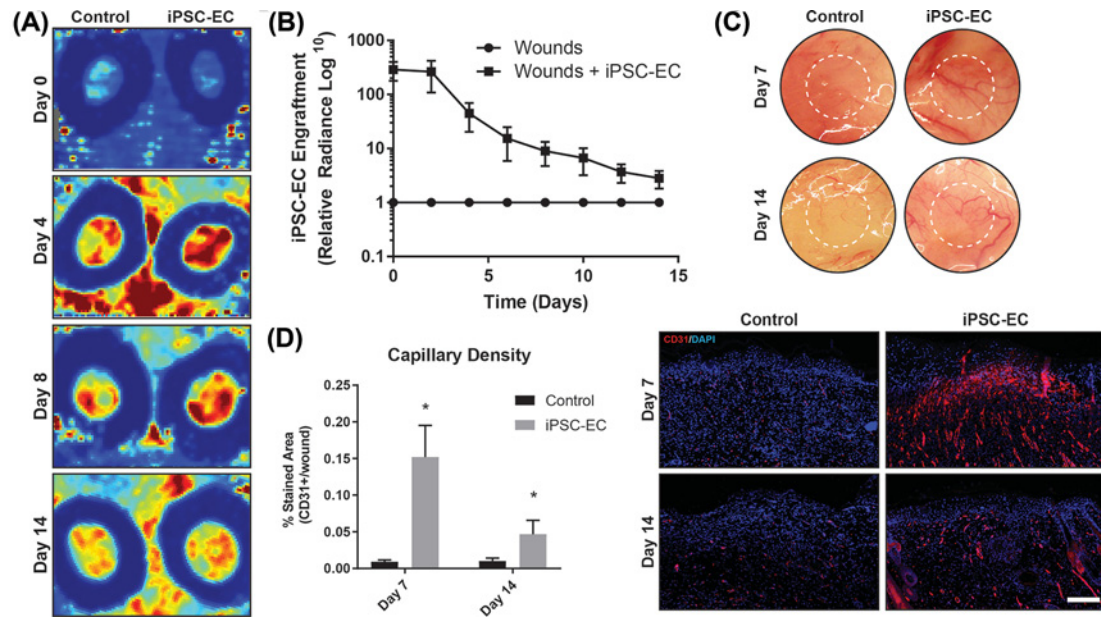 (A)
Control iPSC-EC
Day 0
Day 4
Day 8
Day 14
(B)
iPSC-EC Engraftment
(Relative Radiance Log 10)
1000
100
10
1
0.1
0 5 10 15
Time (Days)
Wounds
Wounds + iPSC-EC
(C)
Control iPSC-EC
Day 7
Day 14
(D)
Capillary Density
% Stained Area
(CD31+/wound)
0.25
0.20
0.15
0.10
0.05
0.00
Control
iPSC-EC
*
*
Day 7
Day 14
Control iPSC-EC
CD31/DAPI
Day 7
Day 14